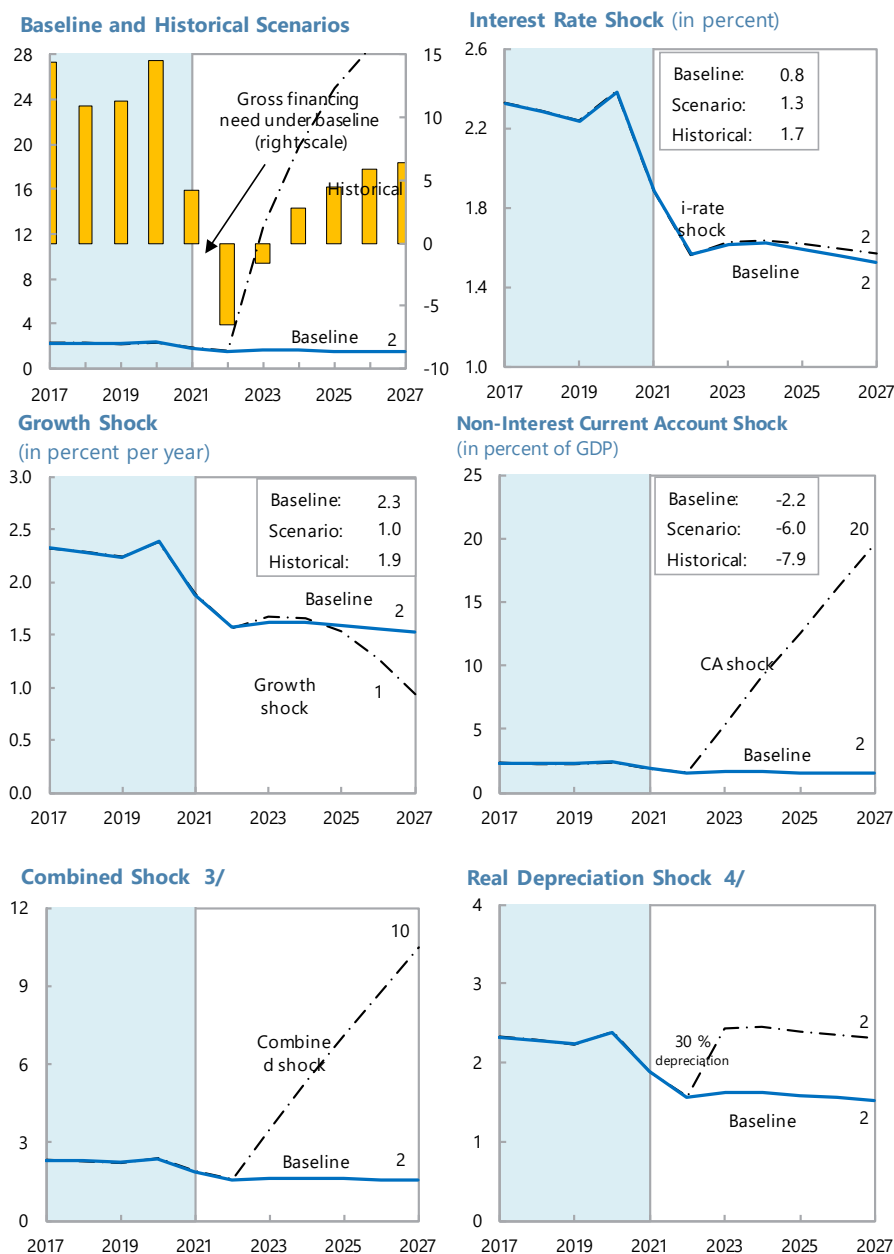 Baseline and Historical Scenarios
28
24
20
16
12
8
4
0
15
10
5
0
-5
-10
Gross financing
need under baseline
(right scale)
Historical
Baseline
2
2017 2019 2021 2023 2025 2027
Interest Rate Shock (in percent)
2.6
2.2
1.8
1.4
1.0
Baseline: 0.8
Scenario: 1.3
Historical: 1.7
i-rate
shock
2
Baseline
2
2017 2019 2021 2023 2025 2027
Growth Shock
(in percent per year)
3.0
2.5
2.0
1.5
1.0
0.5
0.0
Baseline: 2.3
Scenario: 1.0
Historical: 1.9
Baseline
2
Growth
shock
1
2017 2019 2021 2023 2025 2027
Non-Interest Current Account Shock
(in percent of GDP)
25
20
15
10
5
0
Baseline: -2.2
Scenario: -6.0
Historical: -7.9
20
CA shock
Baseline
2
2017 2019 2021 2023 2025 2027
Combined Shock 3/
12
9
6
3
0
10
Combine
d shock
Baseline
2
2017 2019 2021 2023 2025 2027
Real Depreciation Shock 4/
4
3
2
1
0
30 %
depreciation
2
Baseline
2
2017 2019 2021 2023 2025 2027